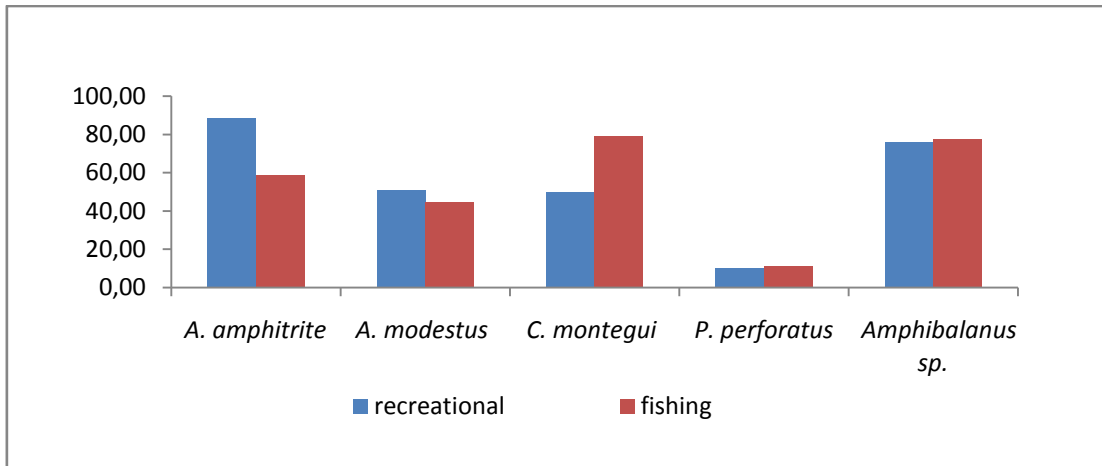 100,00
80,00
60,00
40,00
20,00
0,00
A. amphitrite A. modestus C. montegui P. perforatus Amphibalanus
sp.
recreational fishing